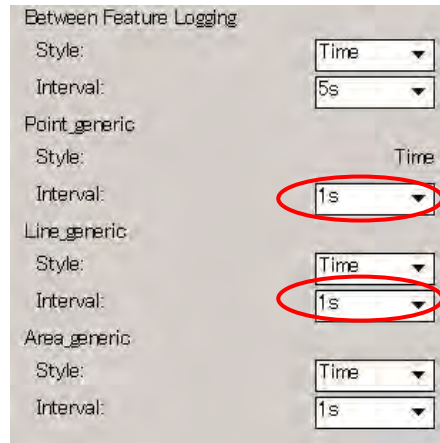 Between Feature Logging
Style: Time
Interval: 5s
Point_generic
Style: Time
Interval: 1s
Line_generic
Style: Time
Interval: 1s
Area_generic
Style: Time
Interval: 1s